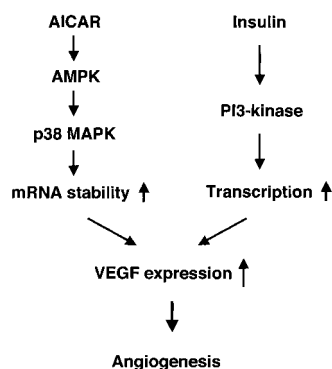 AICAR Insulin
AMPK
PI3-kinase
p38 MAPK
mRNA stability Transcription
VEGF expression
Angiogenesis